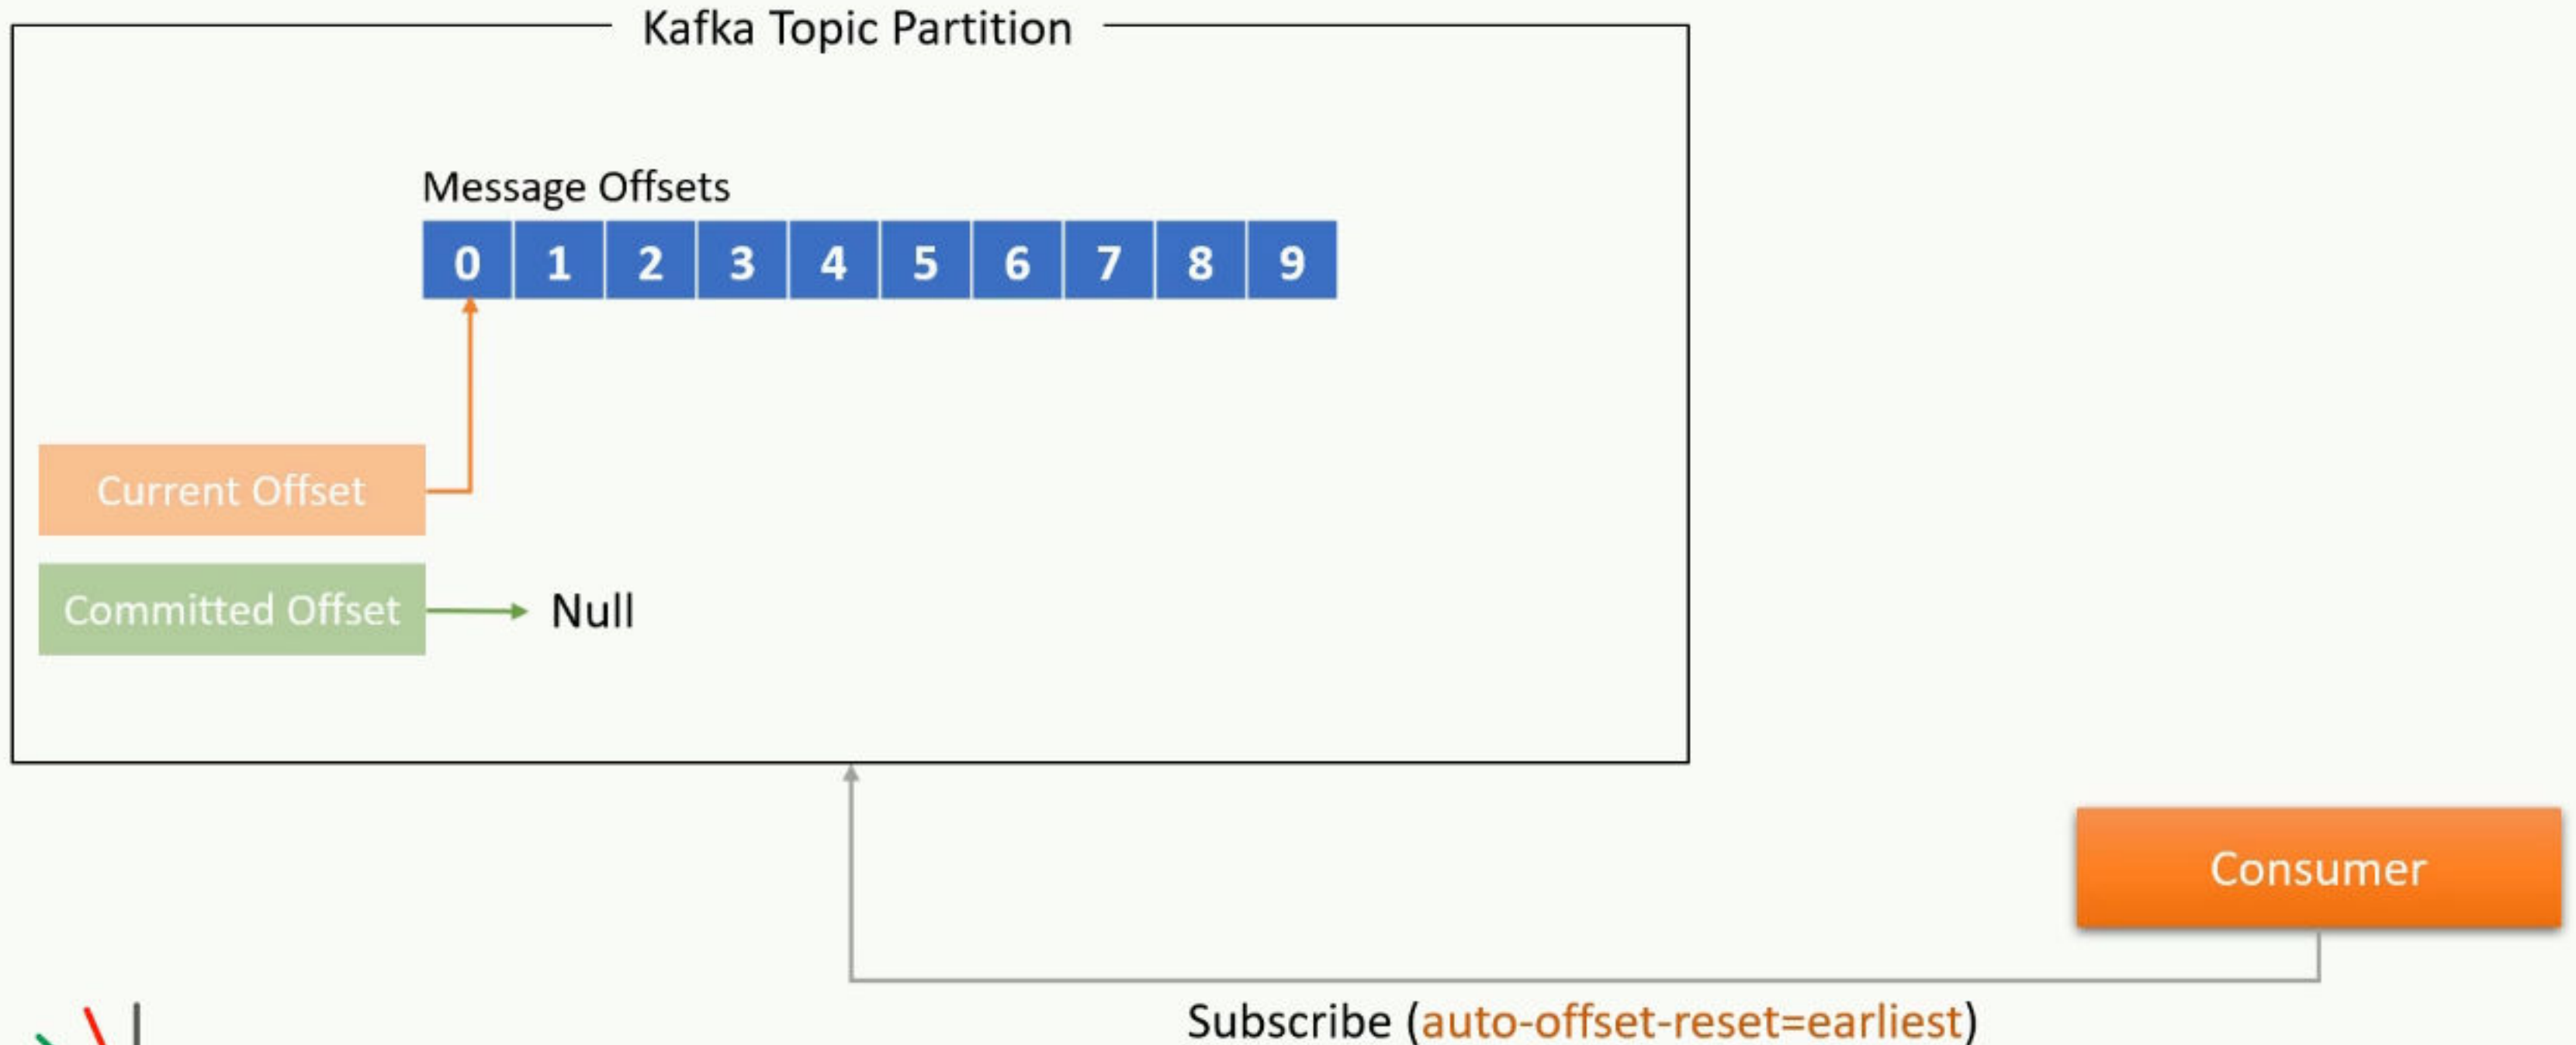 Kafka Topic Partition
Message Offsets
0 1 2 3 4 5 6 7 8 9
Current Offset
Committed Offset
Null
Consumer
Subscribe (auto-offset-reset=earliest)